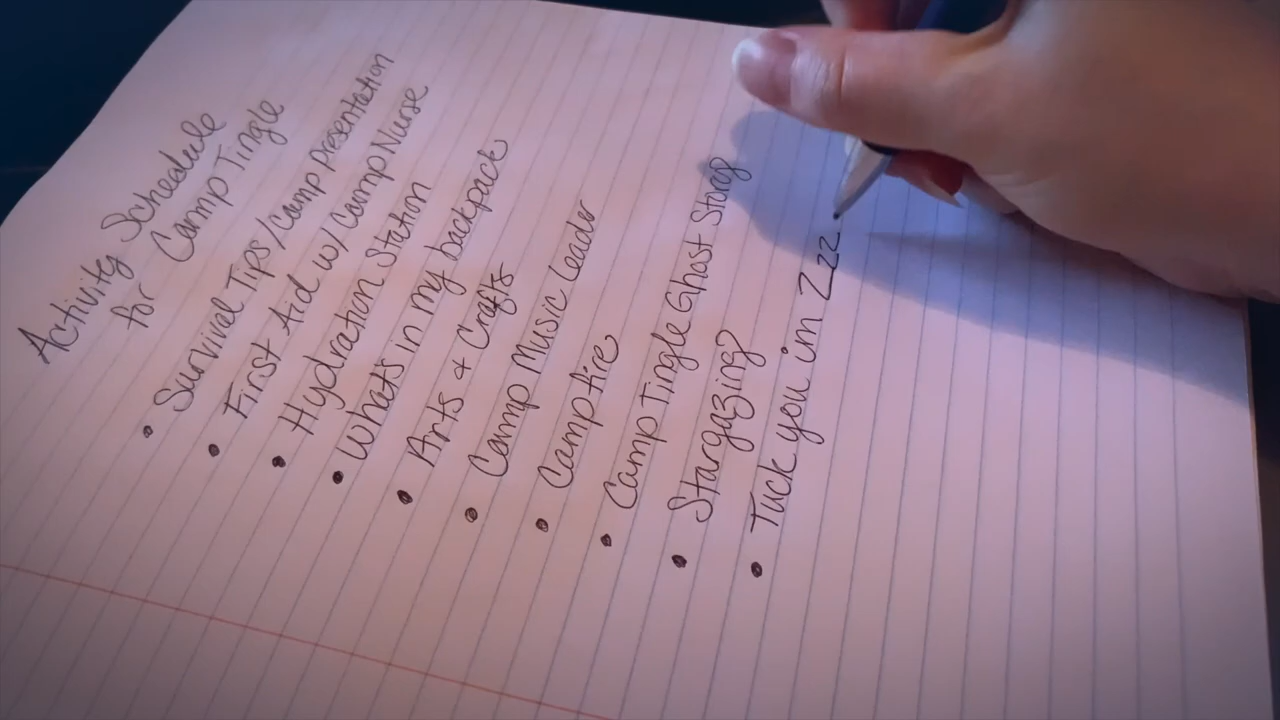 Activity Schedule
for Camp Tingle
• Survival Tips/Camp Presentation
• First Aid w/ Camp Nurse
• Hydration Station
• What's in my backpack
• Arts + Crafts
• Camp Music Leader
• Campfire
• Camp Tingle Ghost Story
• Stargazing?
• Tuck you in Zzz.